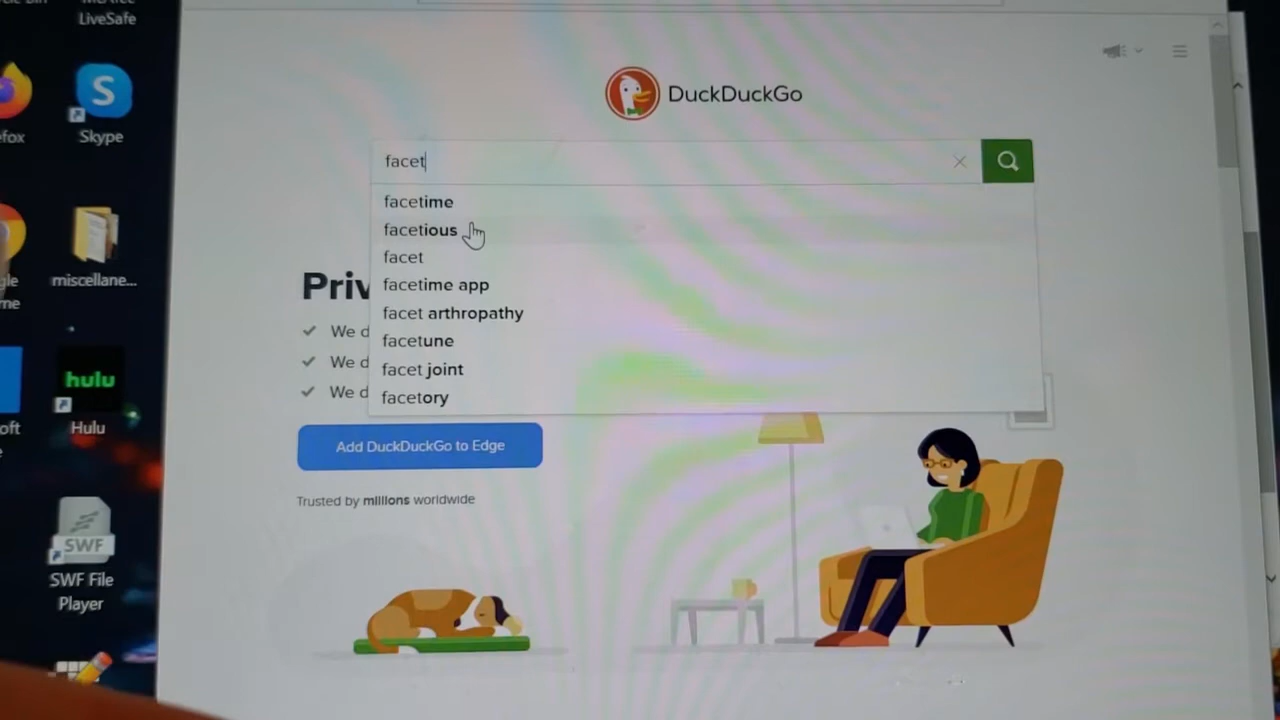 LiveSafe
Skype
miscellane...
hulu
Hulu
SWF
SWF File
Player
DuckDuckGo
facet
facetime
facetious
facet
facetime app
facet arthropathy
facetune
facet joint
facetory
Priv
We d
We d
We d
Add DuckDuckGo to Edge
Trusted by millions worldwide